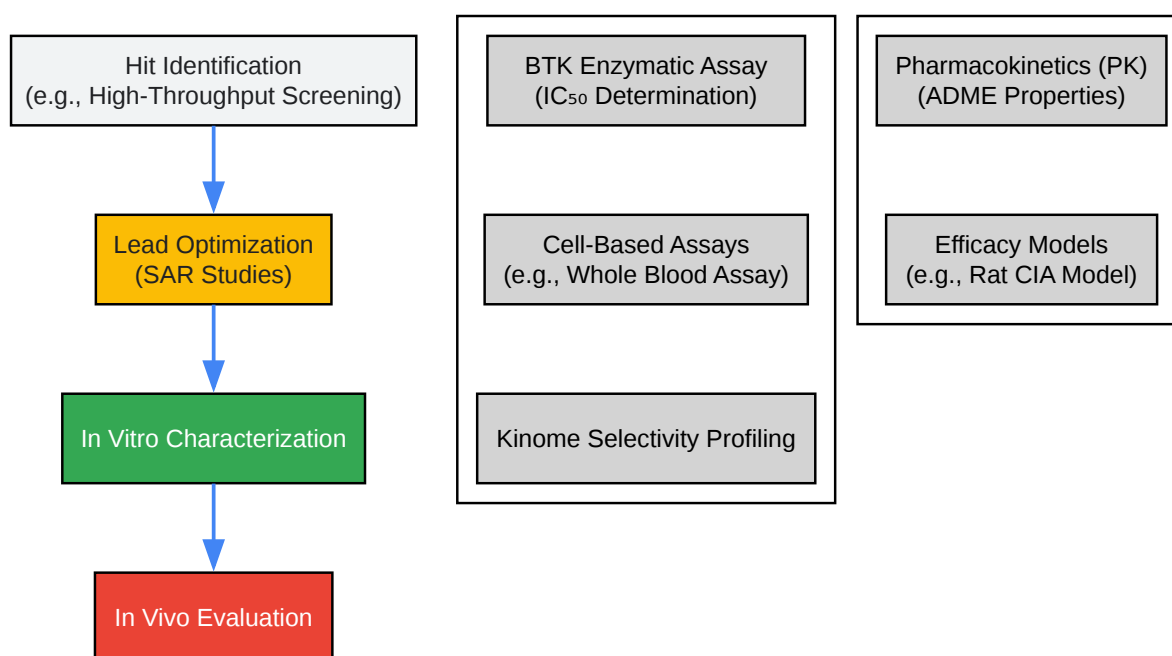 Hit Identification
(e.g., High-Throughput Screening)
Lead Optimization
(SAR Studies)
In Vitro Characterization
In Vivo Evaluation
BTK Enzymatic Assay
(IC₅₀ Determination)
Cell-Based Assays
(e.g., Whole Blood Assay)
Kinome Selectivity Profiling
Pharmacokinetics (PK)
(ADME Properties)
Efficacy Models
(e.g., Rat CIA Model)